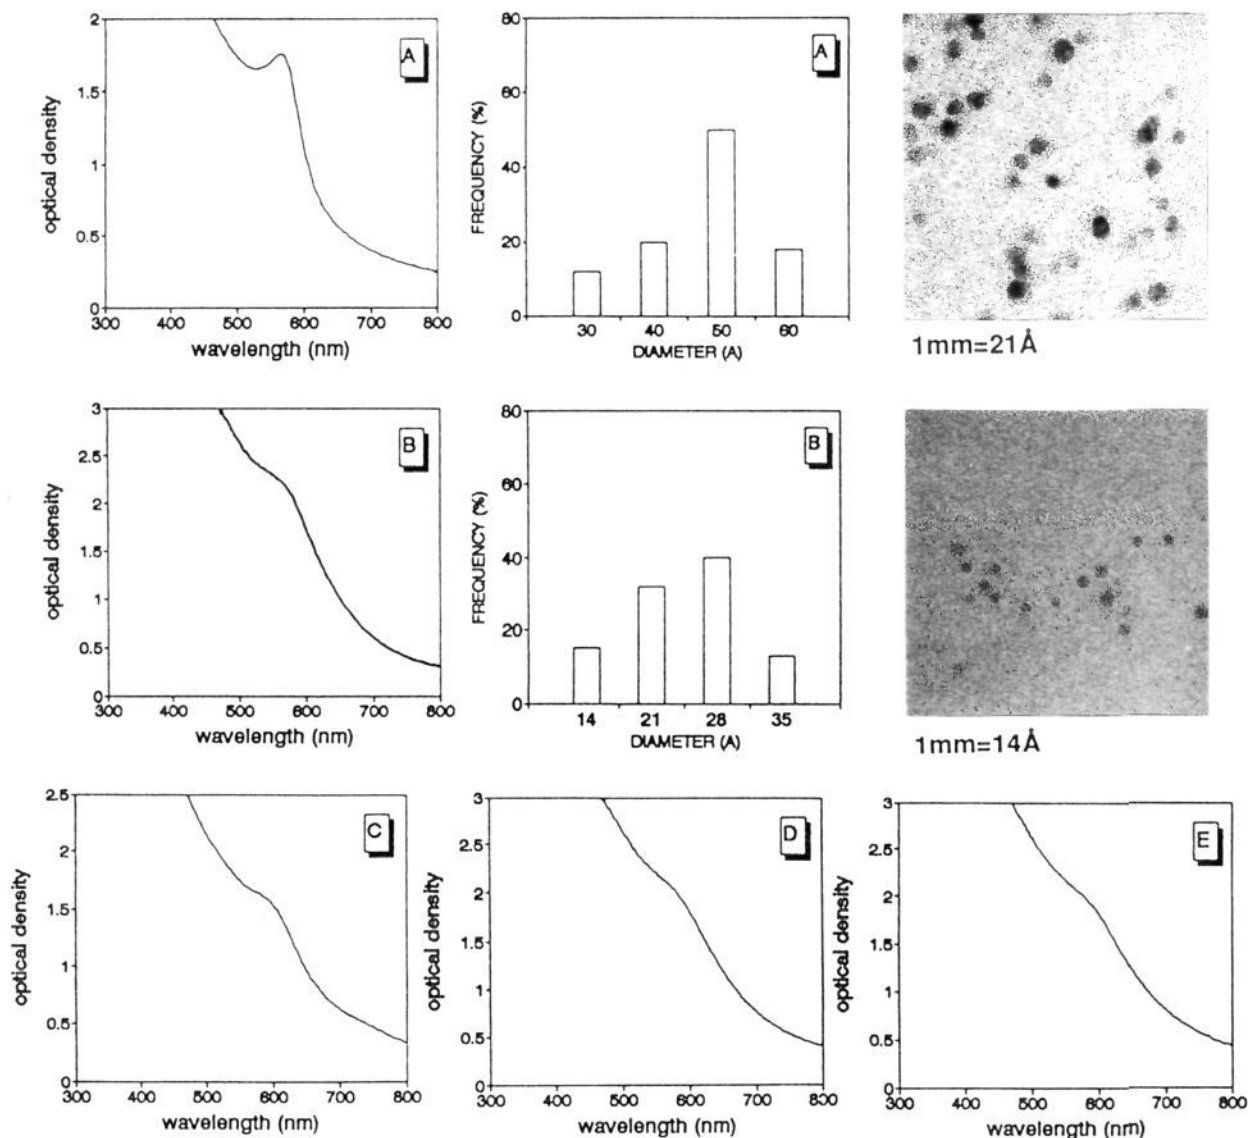 A
2
1.5
1
0.5
0
optical density
300 400 500 600 700 800
wavelength (nm)
A
80
60
40
20
0
FREQUENCY (%)
30 40 50 60
DIAMETER (A)
1mm=21Å
B
3
2.5
2
1.5
1
0.5
0
optical density
300 400 500 600 700 800
wavelength (nm)
B
80
60
40
20
0
FREQUENCY (%)
14 21 28 35
DIAMETER (A)
1mm=14Å
C
2.5
2
1.5
1
0.5
0
optical density
300 400 500 600 700 800
wavelength (nm)
D
3
2.5
2
1.5
1
0.5
0
optical density
300 400 500 600 700 800
wavelength (nm)
E
3
2.5
2
1.5
1
0.5
0
optical density
300 400 500 600 700 800
wavelength (nm)